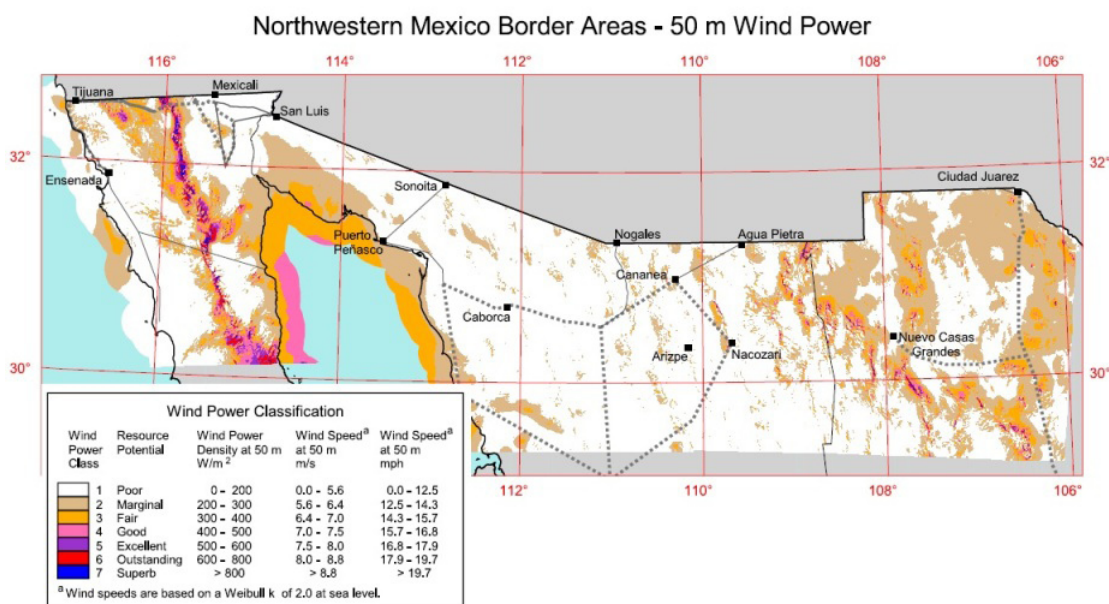 Northwestern Mexico Border Areas - 50 m Wind Power
116°
114°
112°
110°
108°
106°
Tijuana
Mexicali
San Luis
32°
32°
Ensenada
Sonoita
Ciudad Juarez
Puerto
Peñasco
Nogales
Agua Pietra
Cananea
Caborca
Arizpe
Nacozari
Nuevo Casas
Grandes
30°
30°
112°
110°
108°
106°
Wind Power Classification
Wind Power Class
Resource Potential
Wind Power Density at 50 m W/m 2
Wind Speed a at 50 m m/s
Wind Speed a at 50 m mph
1 Poor 0 - 200 0.0 - 5.6 0.0 - 12.5
2 Marginal 200 - 300 5.6 - 6.4 12.5 - 14.3
3 Fair 300 - 400 6.4 - 7.0 14.3 - 15.7
4 Good 400 - 500 7.0 - 7.5 15.7 - 16.8
5 Excellent 500 - 600 7.5 - 8.0 16.8 - 17.9
6 Outstanding 600 - 800 8.0 - 8.8 17.9 - 19.7
7 Superb > 800 > 8.8 > 19.7
a Wind speeds are based on a Weibull k of 2.0 at sea level.